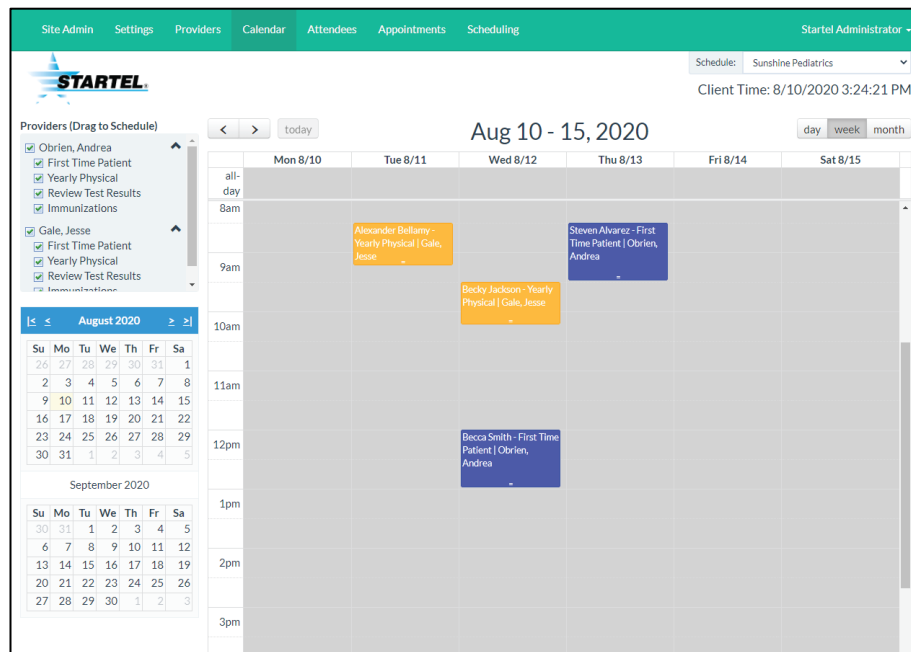 Site Admin Settings Providers Calendar Attendees Appointments Scheduling Startel Administrator
STARTEL
Schedule: Sunshine Pediatrics
Client Time: 8/10/2020 3:24:21 PM
Providers (Drag to Schedule)
Obrien, Andrea
First Time Patient
Yearly Physical
Review Test Results
Immunizations
Gale, Jesse
First Time Patient
Yearly Physical
Review Test Results
Immunizations
|< < August 2020 > >|
Su Mo Tu We Th Fr Sa
26 27 28 29 30 31 1
2 3 4 5 6 7 8
9 10 11 12 13 14 15
16 17 18 19 20 21 22
23 24 25 26 27 28 29
30 31 1 2 3 4 5
September 2020
Su Mo Tu We Th Fr Sa
30 31 1 2 3 4 5
6 7 8 9 10 11 12
13 14 15 16 17 18 19
20 21 22 23 24 25 26
27 28 29 30 1 2 3
< > today Aug 10 - 15, 2020 day week month
Mon 8/10 Tue 8/11 Wed 8/12 Thu 8/13 Fri 8/14 Sat 8/15
all-
day
8am
Alexander Bellamy -
Yearly Physical | Gale,
Jesse
Steven Alvarez - First
Time Patient | Obrien,
Andrea
9am
Becky Jackson - Yearly
Physical | Gale, Jesse
10am
11am
12pm
Becca Smith - First Time
Patient | Obrien,
Andrea
1pm
2pm
3pm